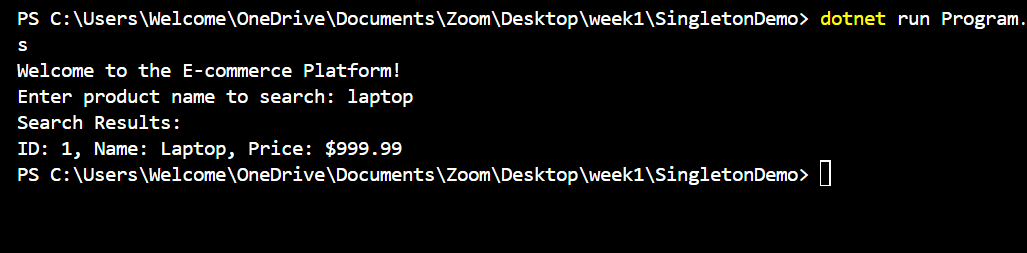 PS C:\Users\Welcome\OneDrive\Documents\Zoom\Desktop\week1\SingletonDemo> dotnet run Program.
s
Welcome to the E-commerce Platform!
Enter product name to search: laptop
Search Results:
ID: 1, Name: Laptop, Price: $999.99
PS C:\Users\Welcome\OneDrive\Documents\Zoom\Desktop\week1\SingletonDemo>